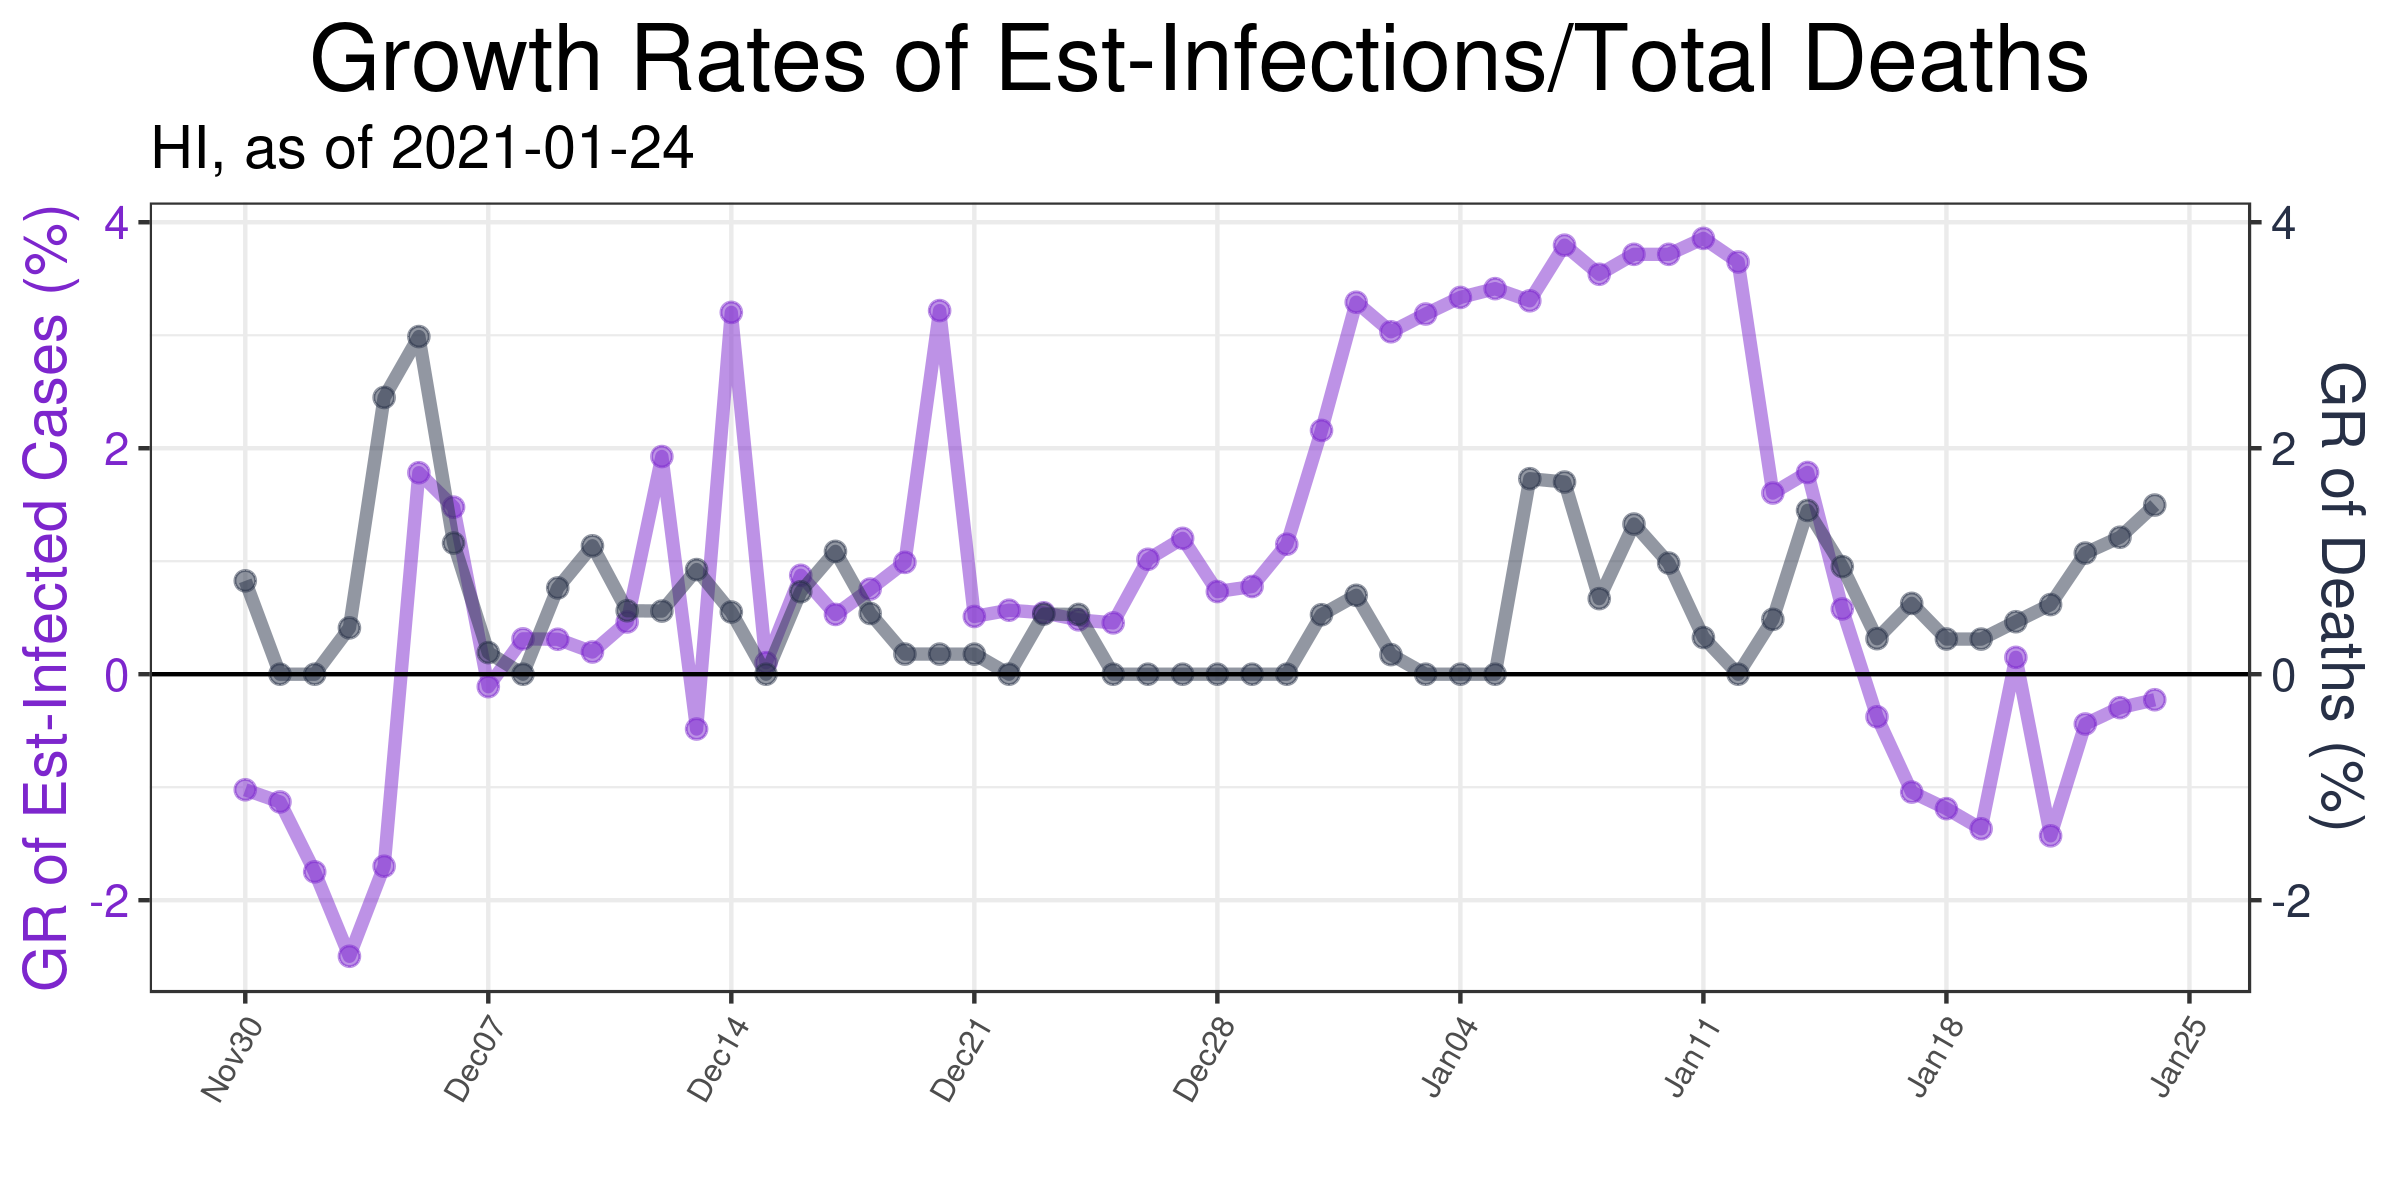 Growth Rates of Est-Infections/Total Deaths
HI, as of 2021-01-24
GR of Est-Infected Cases (%)
4
2
0
-2
4
2
0
-2
GR of Deaths (%)
Nov30
Dec07
Dec14
Dec21
Dec28
Jan04
Jan11
Jan18
Jan25